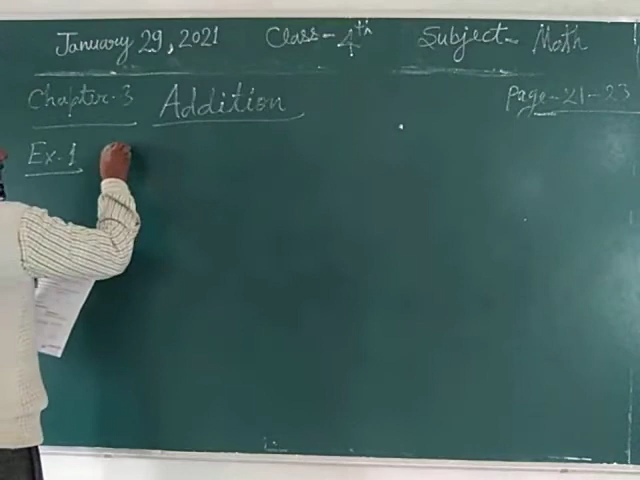 January 29, 2021 Class - 4th Subject - Math
Chapter-3 Addition Page-21-23
Ex-1